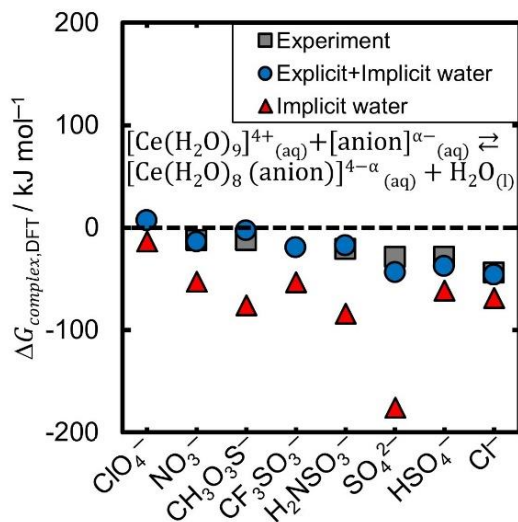 200
100
0
-100
-200
ΔG_complex,DFT / kJ mol⁻¹
Experiment
Explicit+Implicit water
Implicit water
[Ce(H₂O)₉]⁴⁺ (aq)+[anion]^α− (aq) ⇄
[Ce(H₂O)₈ (anion)]^4−α (aq) + H₂O(l)
ClO₄⁻
NO₃⁻
CH₃O₃S⁻
CF₃SO₃⁻
H₂NSO₃⁻
SO₄²⁻
HSO₄⁻
Cl⁻